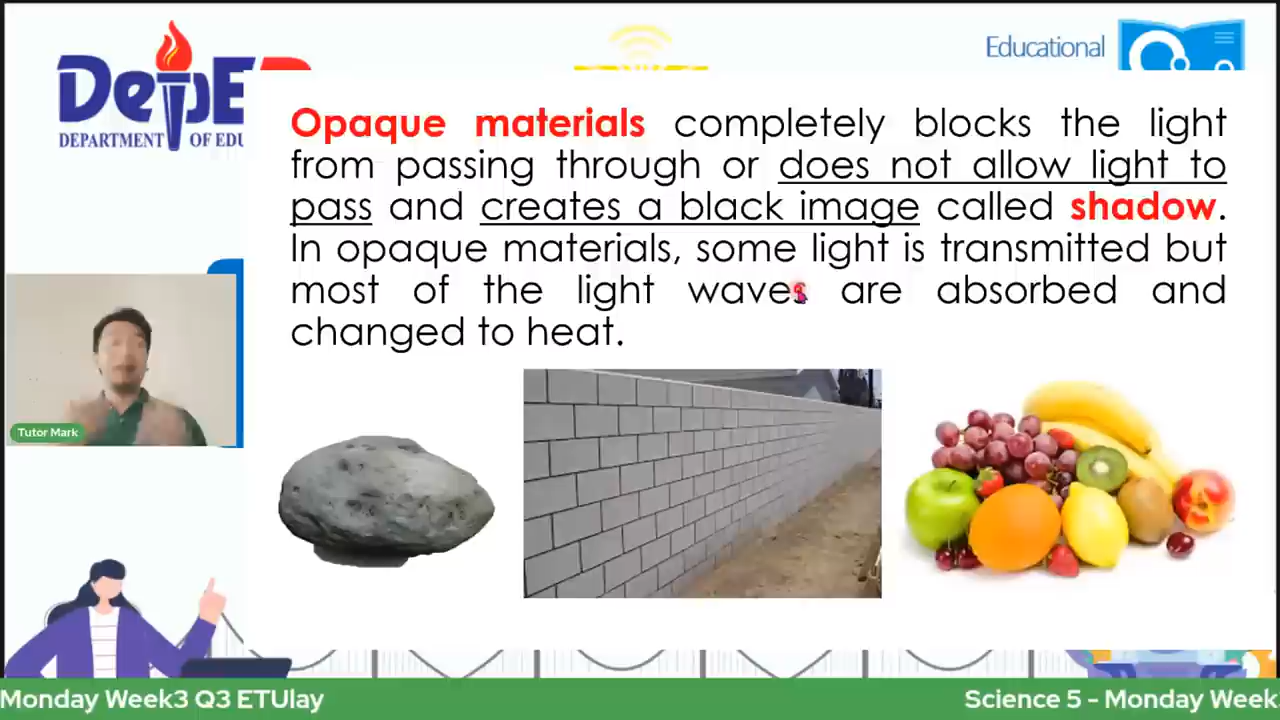 DepE
DEPARTMENT OF EDU
Educational
Opaque materials completely blocks the light
from passing through or does not allow light to
pass and creates a black image called shadow.
In opaque materials, some light is transmitted but
most of the light waves are absorbed and
changed to heat.
Tutor Mark
Monday Week3 Q3 ETUlay
Science 5 - Monday Week